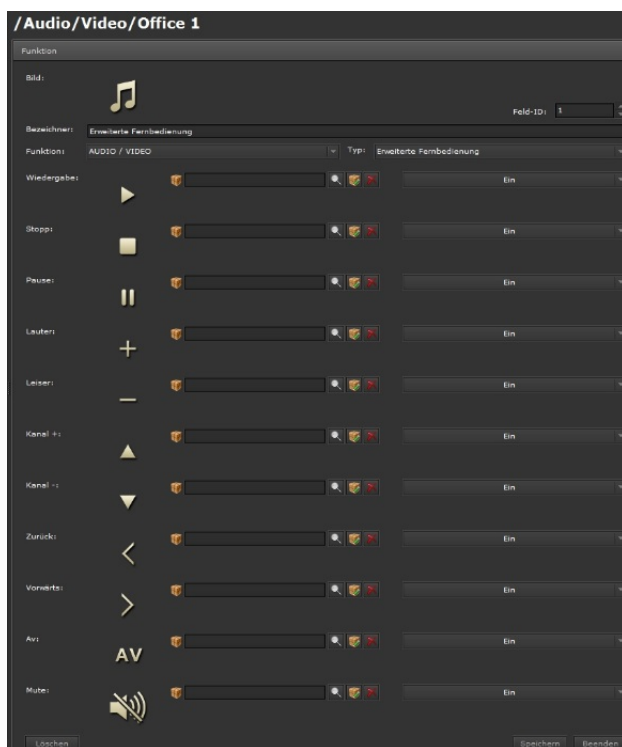 /Audio/Video/Office 1
Funktion
Bild:
Feld-ID: 1
Bezeichner: Erweiterte Fernbedienung
Funktion: AUDIO / VIDEO Typ: Erweiterte Fernbedienung
Wiedergabe: Ein
Stopp: Ein
Pause: Ein
Lauter: Ein
Leiser: Ein
Kanal +: Ein
Kanal -: Ein
Zurück: Ein
Vorwärts: Ein
Av: AV Ein
Mute: Ein
Löschen Speichern Beenden